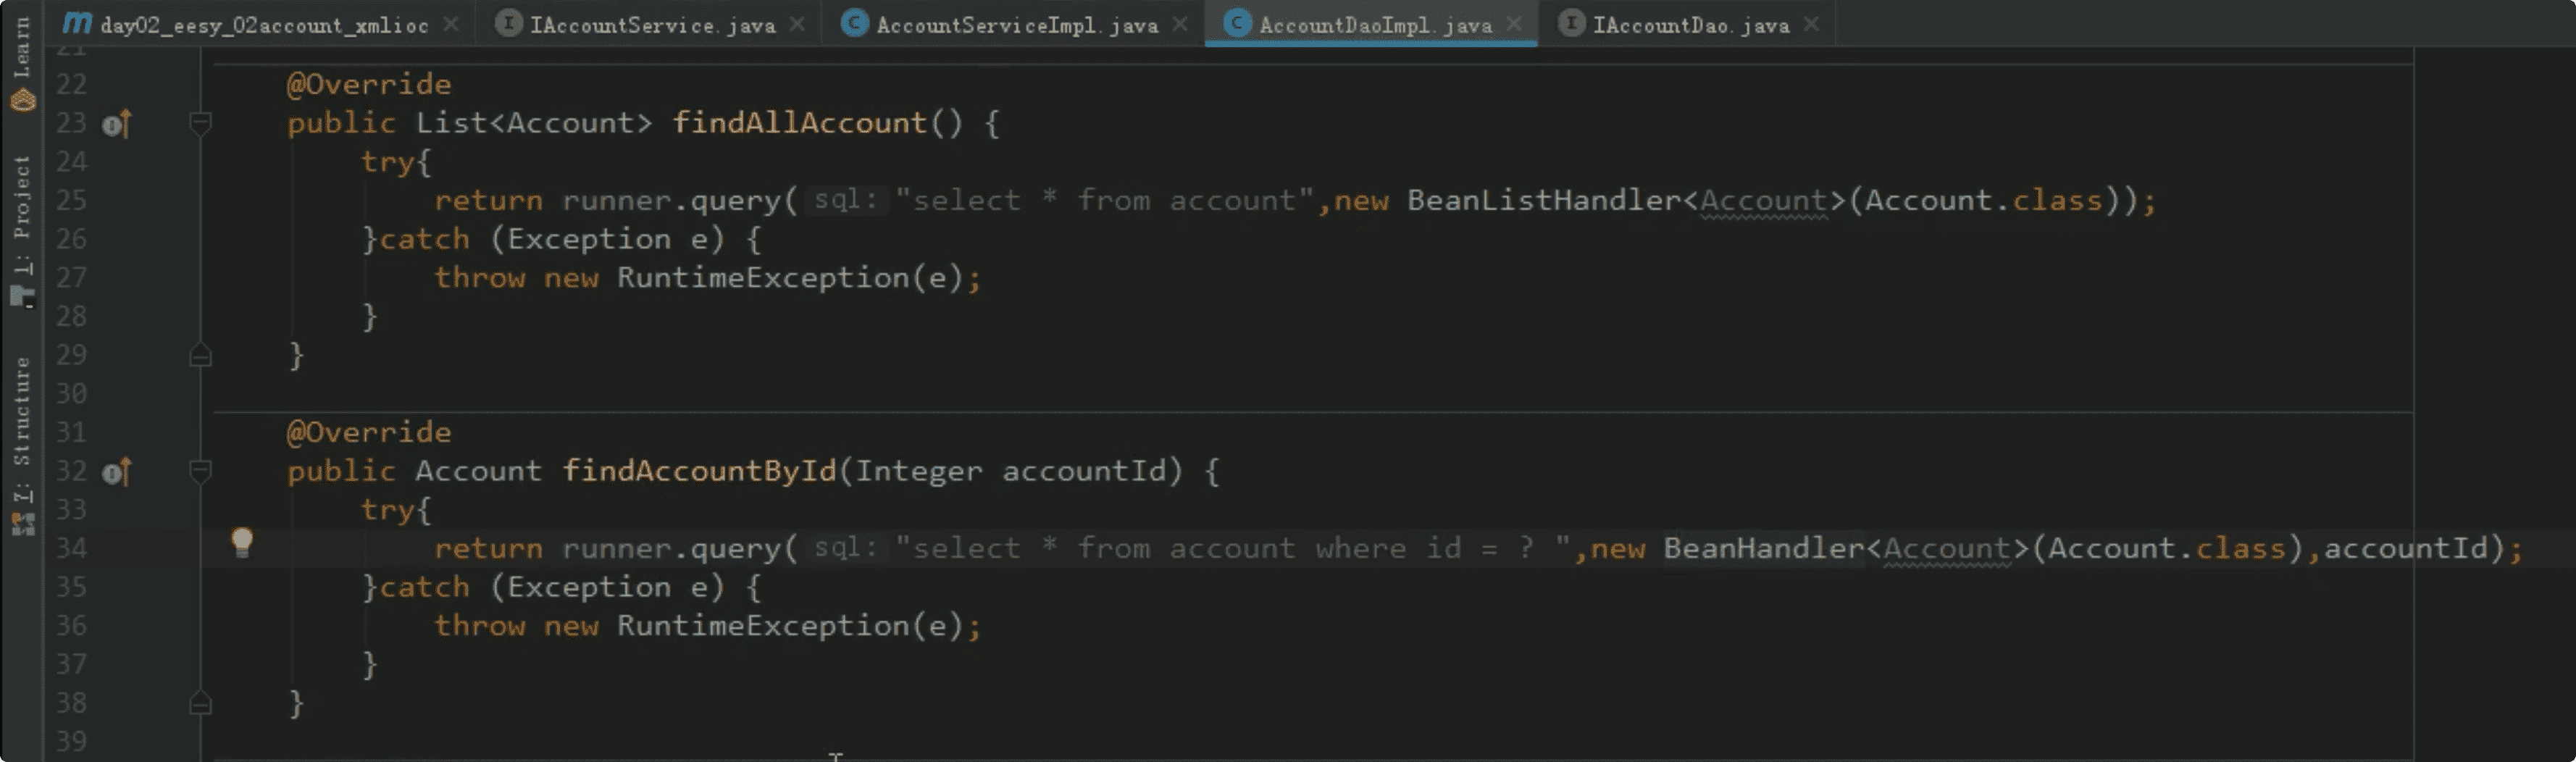 day02_eesy_02account_xmlioc IAccountService.java AccountServiceImpl.java AccountDaoImpl.java IAccountDao.java
Learn
1: Project
7: Structure
21
22 @Override
23 public List<Account> findAllAccount() {
24 try{
25 return runner.query( sql: "select * from account",new BeanListHandler<Account>(Account.class));
26 }catch (Exception e) {
27 throw new RuntimeException(e);
28 }
29 }
30
31 @Override
32 public Account findAccountById(Integer accountId) {
33 try{
34 return runner.query( sql: "select * from account where id = ? ",new BeanHandler<Account>(Account.class),accountId);
35 }catch (Exception e) {
36 throw new RuntimeException(e);
37 }
38 }
39